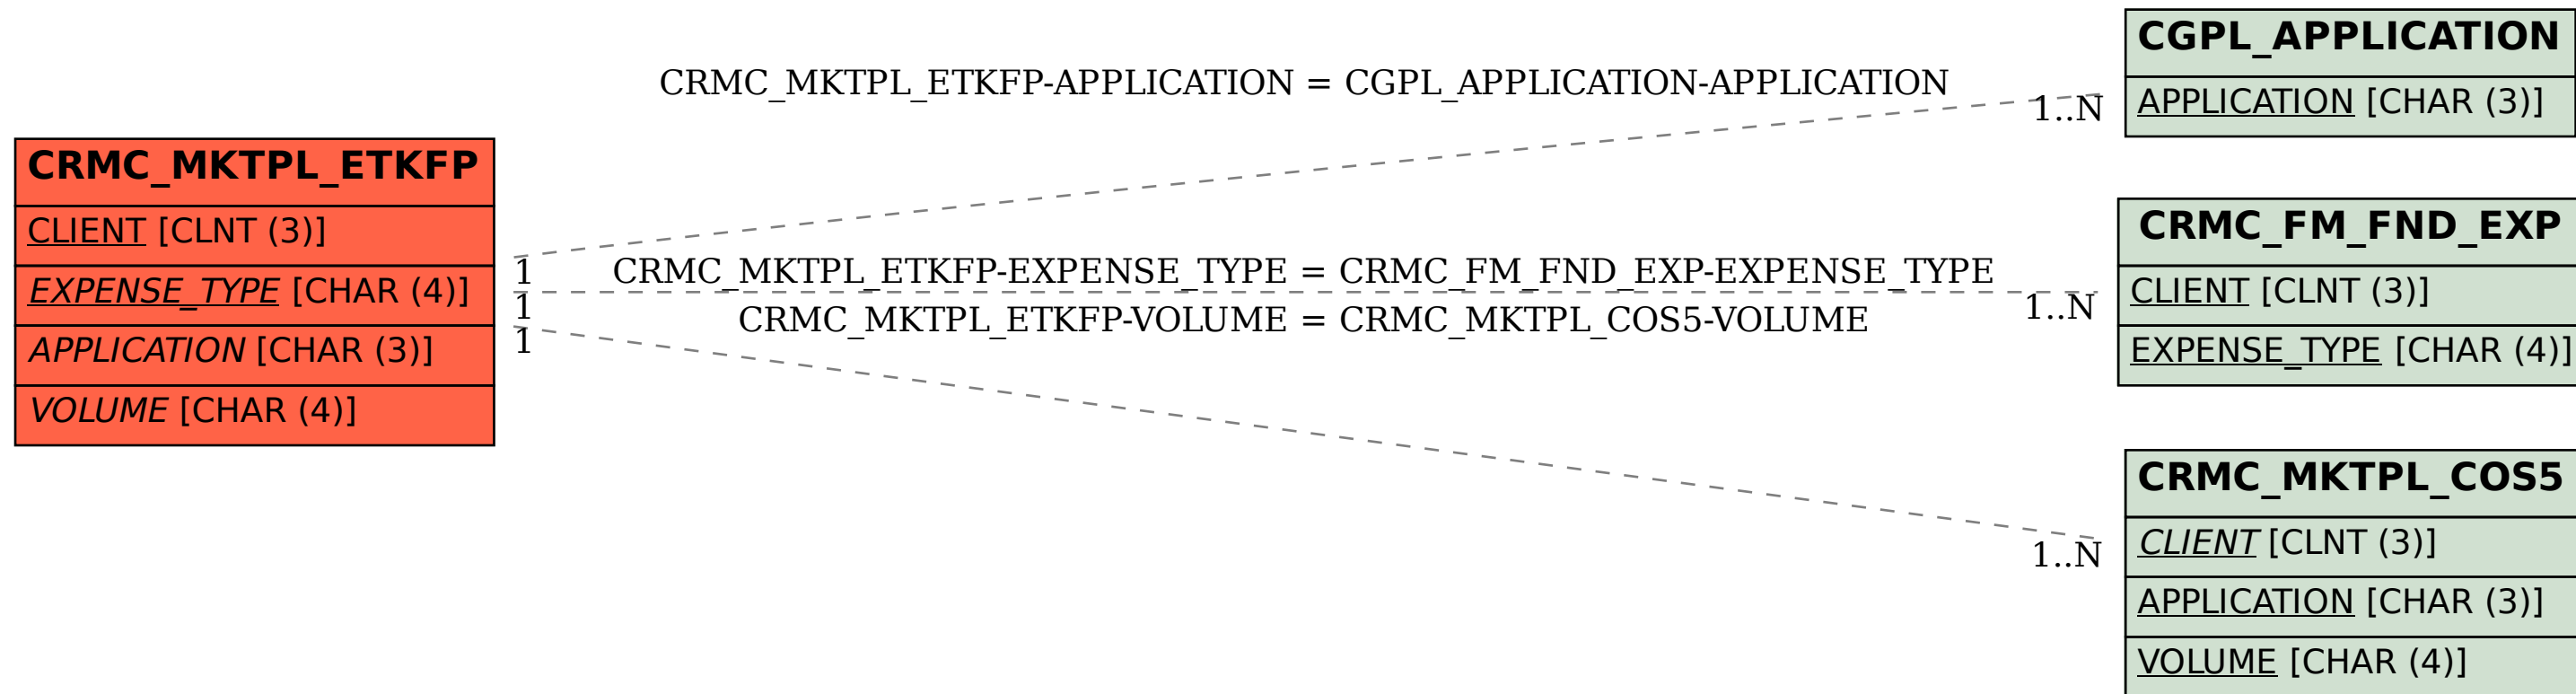 CGPL_APPLICATION
APPLICATION [CHAR (3)]
CRMC_MKTPL_ETKFP-APPLICATION = CGPL_APPLICATION-APPLICATION
1..N
CRMC_MKTPL_ETKFP
CLIENT [CLNT (3)]
EXPENSE_TYPE [CHAR (4)]
APPLICATION [CHAR (3)]
VOLUME [CHAR (4)]
1
CRMC_MKTPL_ETKFP-EXPENSE_TYPE = CRMC_FM_FND_EXP-EXPENSE_TYPE
1
1..N
CRMC_MKTPL_ETKFP-VOLUME = CRMC_MKTPL_COS5-VOLUME
1
1..N
CRMC_FM_FND_EXP
CLIENT [CLNT (3)]
EXPENSE_TYPE [CHAR (4)]
CRMC_MKTPL_COS5
CLIENT [CLNT (3)]
APPLICATION [CHAR (3)]
VOLUME [CHAR (4)]